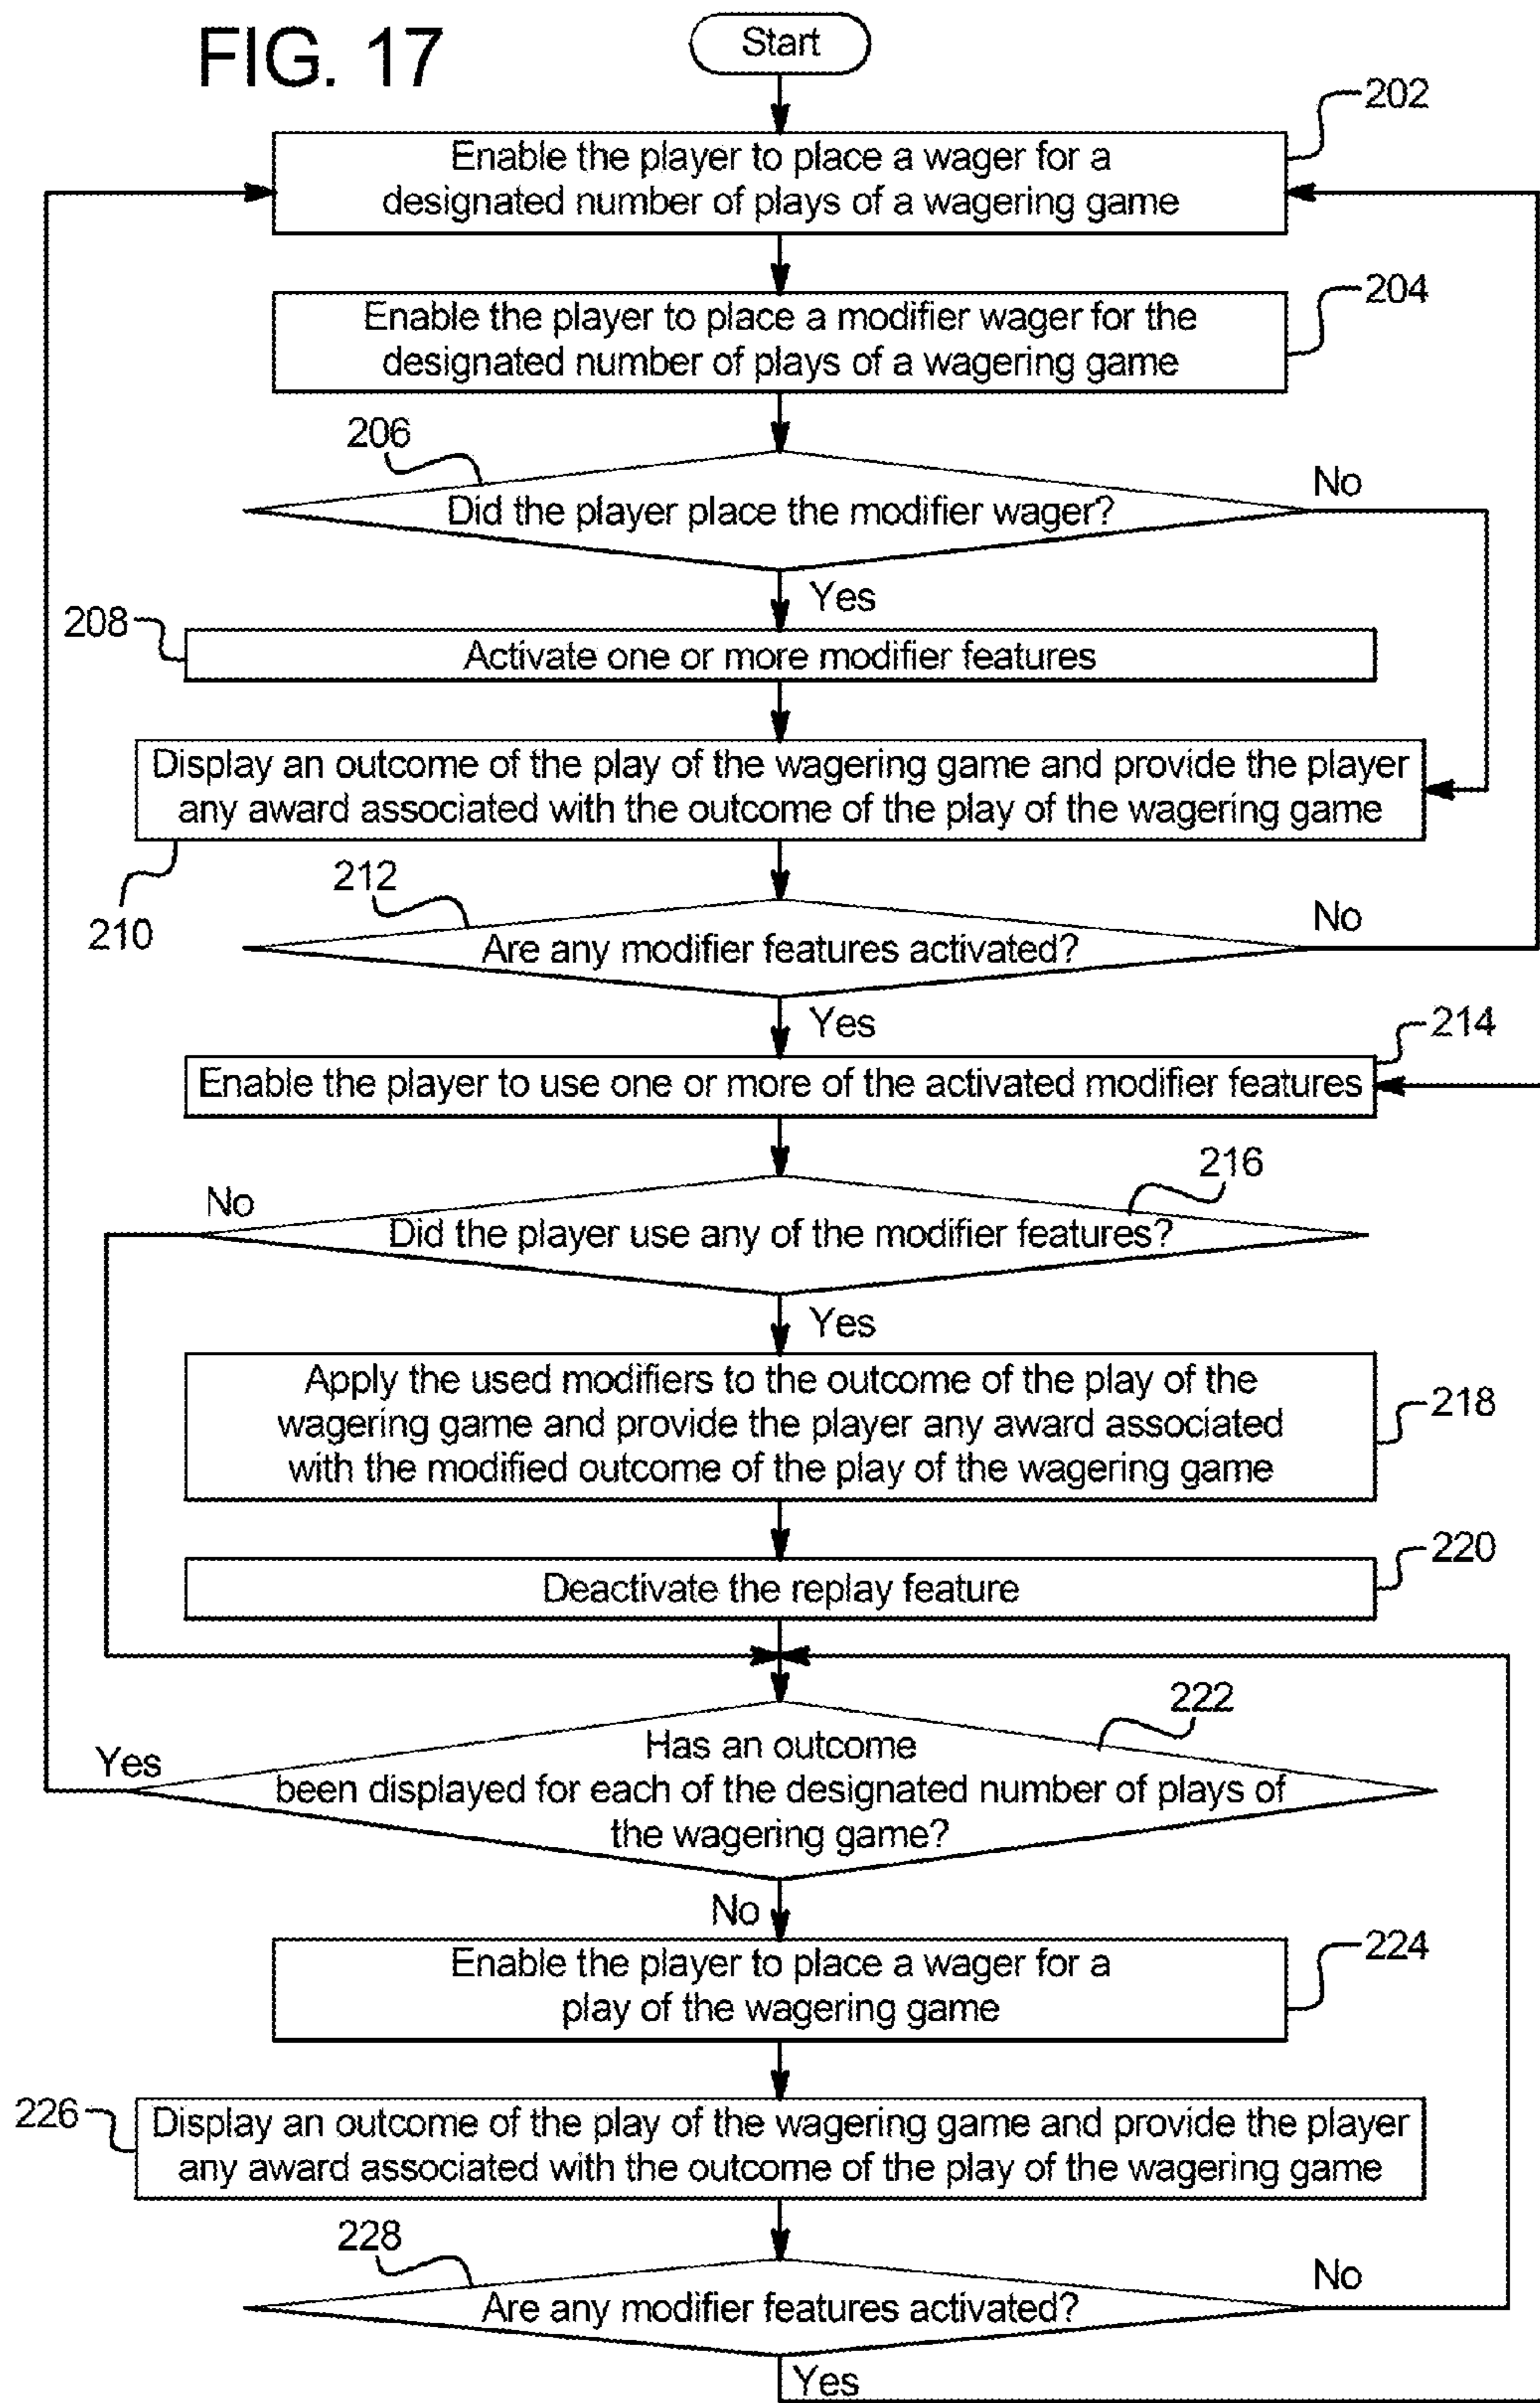 FIG. 17
Start
202
Enable the player to place a wager for a
designated number of plays of a wagering game
204
Enable the player to place a modifier wager for the
designated number of plays of a wagering game
206
Did the player place the modifier wager?
No
Yes
208
Activate one or more modifier features
Display an outcome of the play of the wagering game and provide the player
any award associated with the outcome of the play of the wagering game
210
212
Are any modifier features activated?
No
Yes
214
Enable the player to use one or more of the activated modifier features
216
No
Did the player use any of the modifier features?
Yes
Apply the used modifiers to the outcome of the play of the
wagering game and provide the player any award associated
with the modified outcome of the play of the wagering game
218
220
Deactivate the replay feature
222
Has an outcome
been displayed for each of the designated number of plays of
the wagering game?
Yes
No
224
Enable the player to place a wager for a
play of the wagering game
226
Display an outcome of the play of the wagering game and provide the player
any award associated with the outcome of the play of the wagering game
228
Are any modifier features activated?
No
Yes